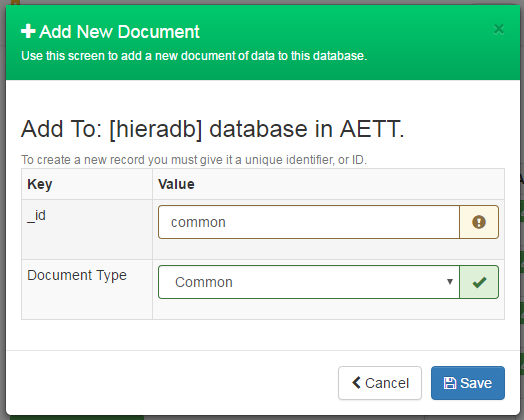 Add New Document
×
Use this screen to add a new document of data to this database.
Add To: [hieradb] database in AETT.
To create a new record you must give it a unique identifier, or ID.
Key Value
_id common
Document Type Common
Cancel Save